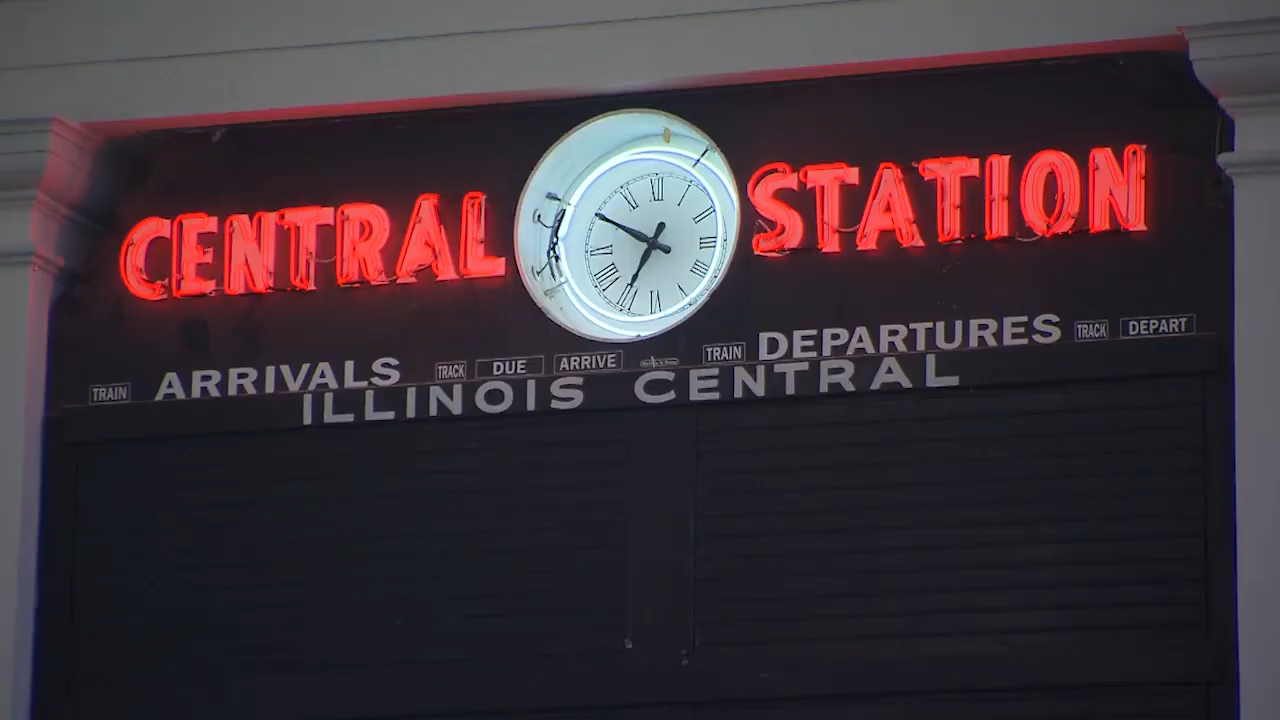 CENTRAL STATION
TRAIN ARRIVALS TRACK DUE ARRIVE TRAIN DEPARTURES TRACK DEPART
ILLINOIS CENTRAL